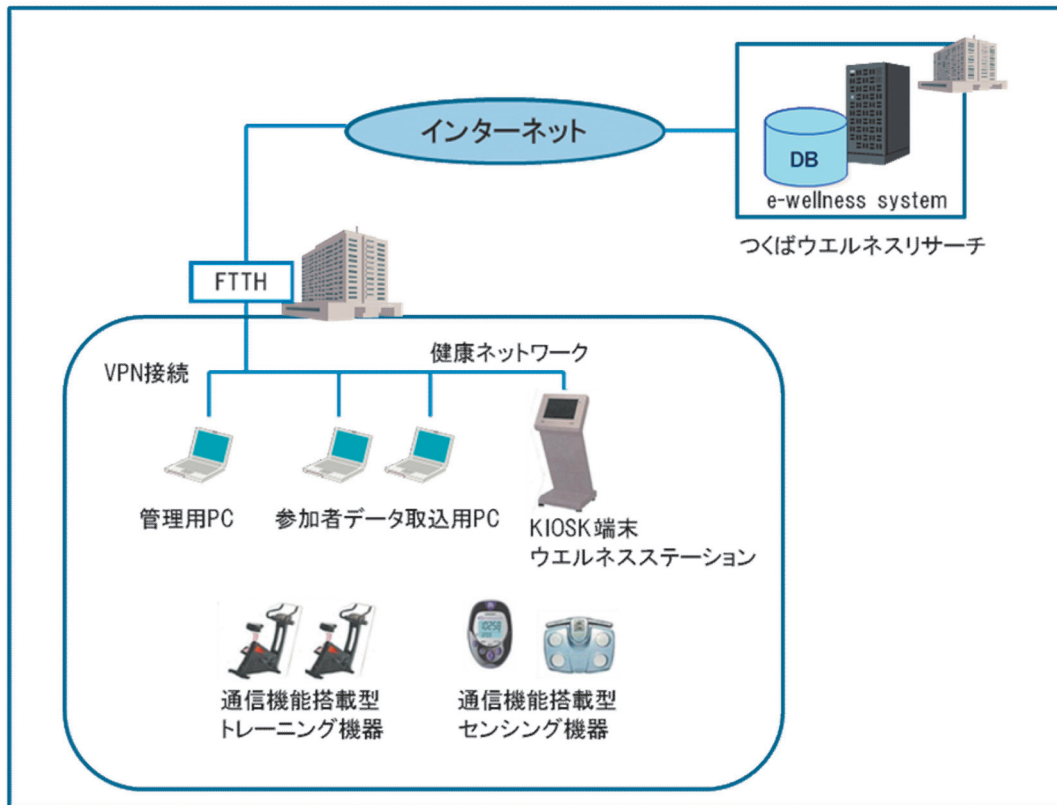 インターネット
DB
e-wellness system
つくばウエルネスリサーチ
FTTH
健康ネットワーク
VPN接続
管理用PC
参加者データ取込用PC
KIOSK端末
ウエルネスステーション
通信機能搭載型
トレーニング機器
通信機能搭載型
センシング機器